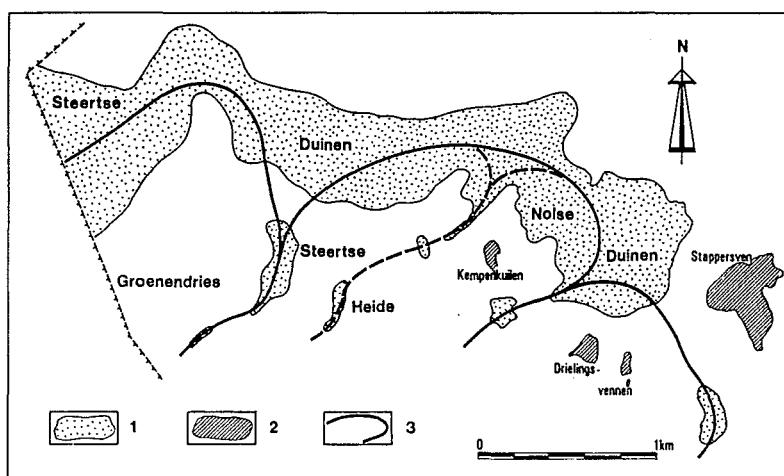 N
Steertse
Duinen
Nolse
Duinen
Stappersven
Steertse
Groenendries
Kempenkuilen
Heide
Drielings-
vennen
1
2
3
0
1km